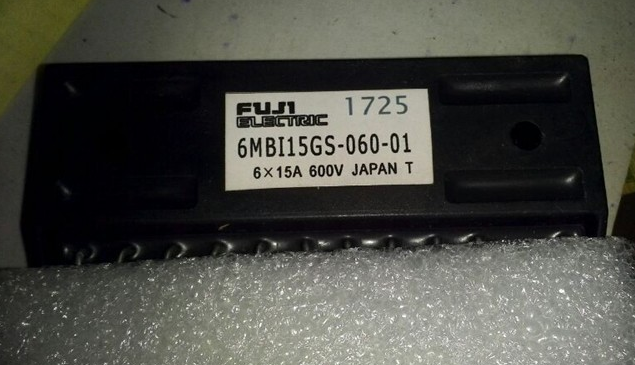 FUJI ELECTRIC 1725
6MBI15GS-060-01
6×15A 600V JAPAN T